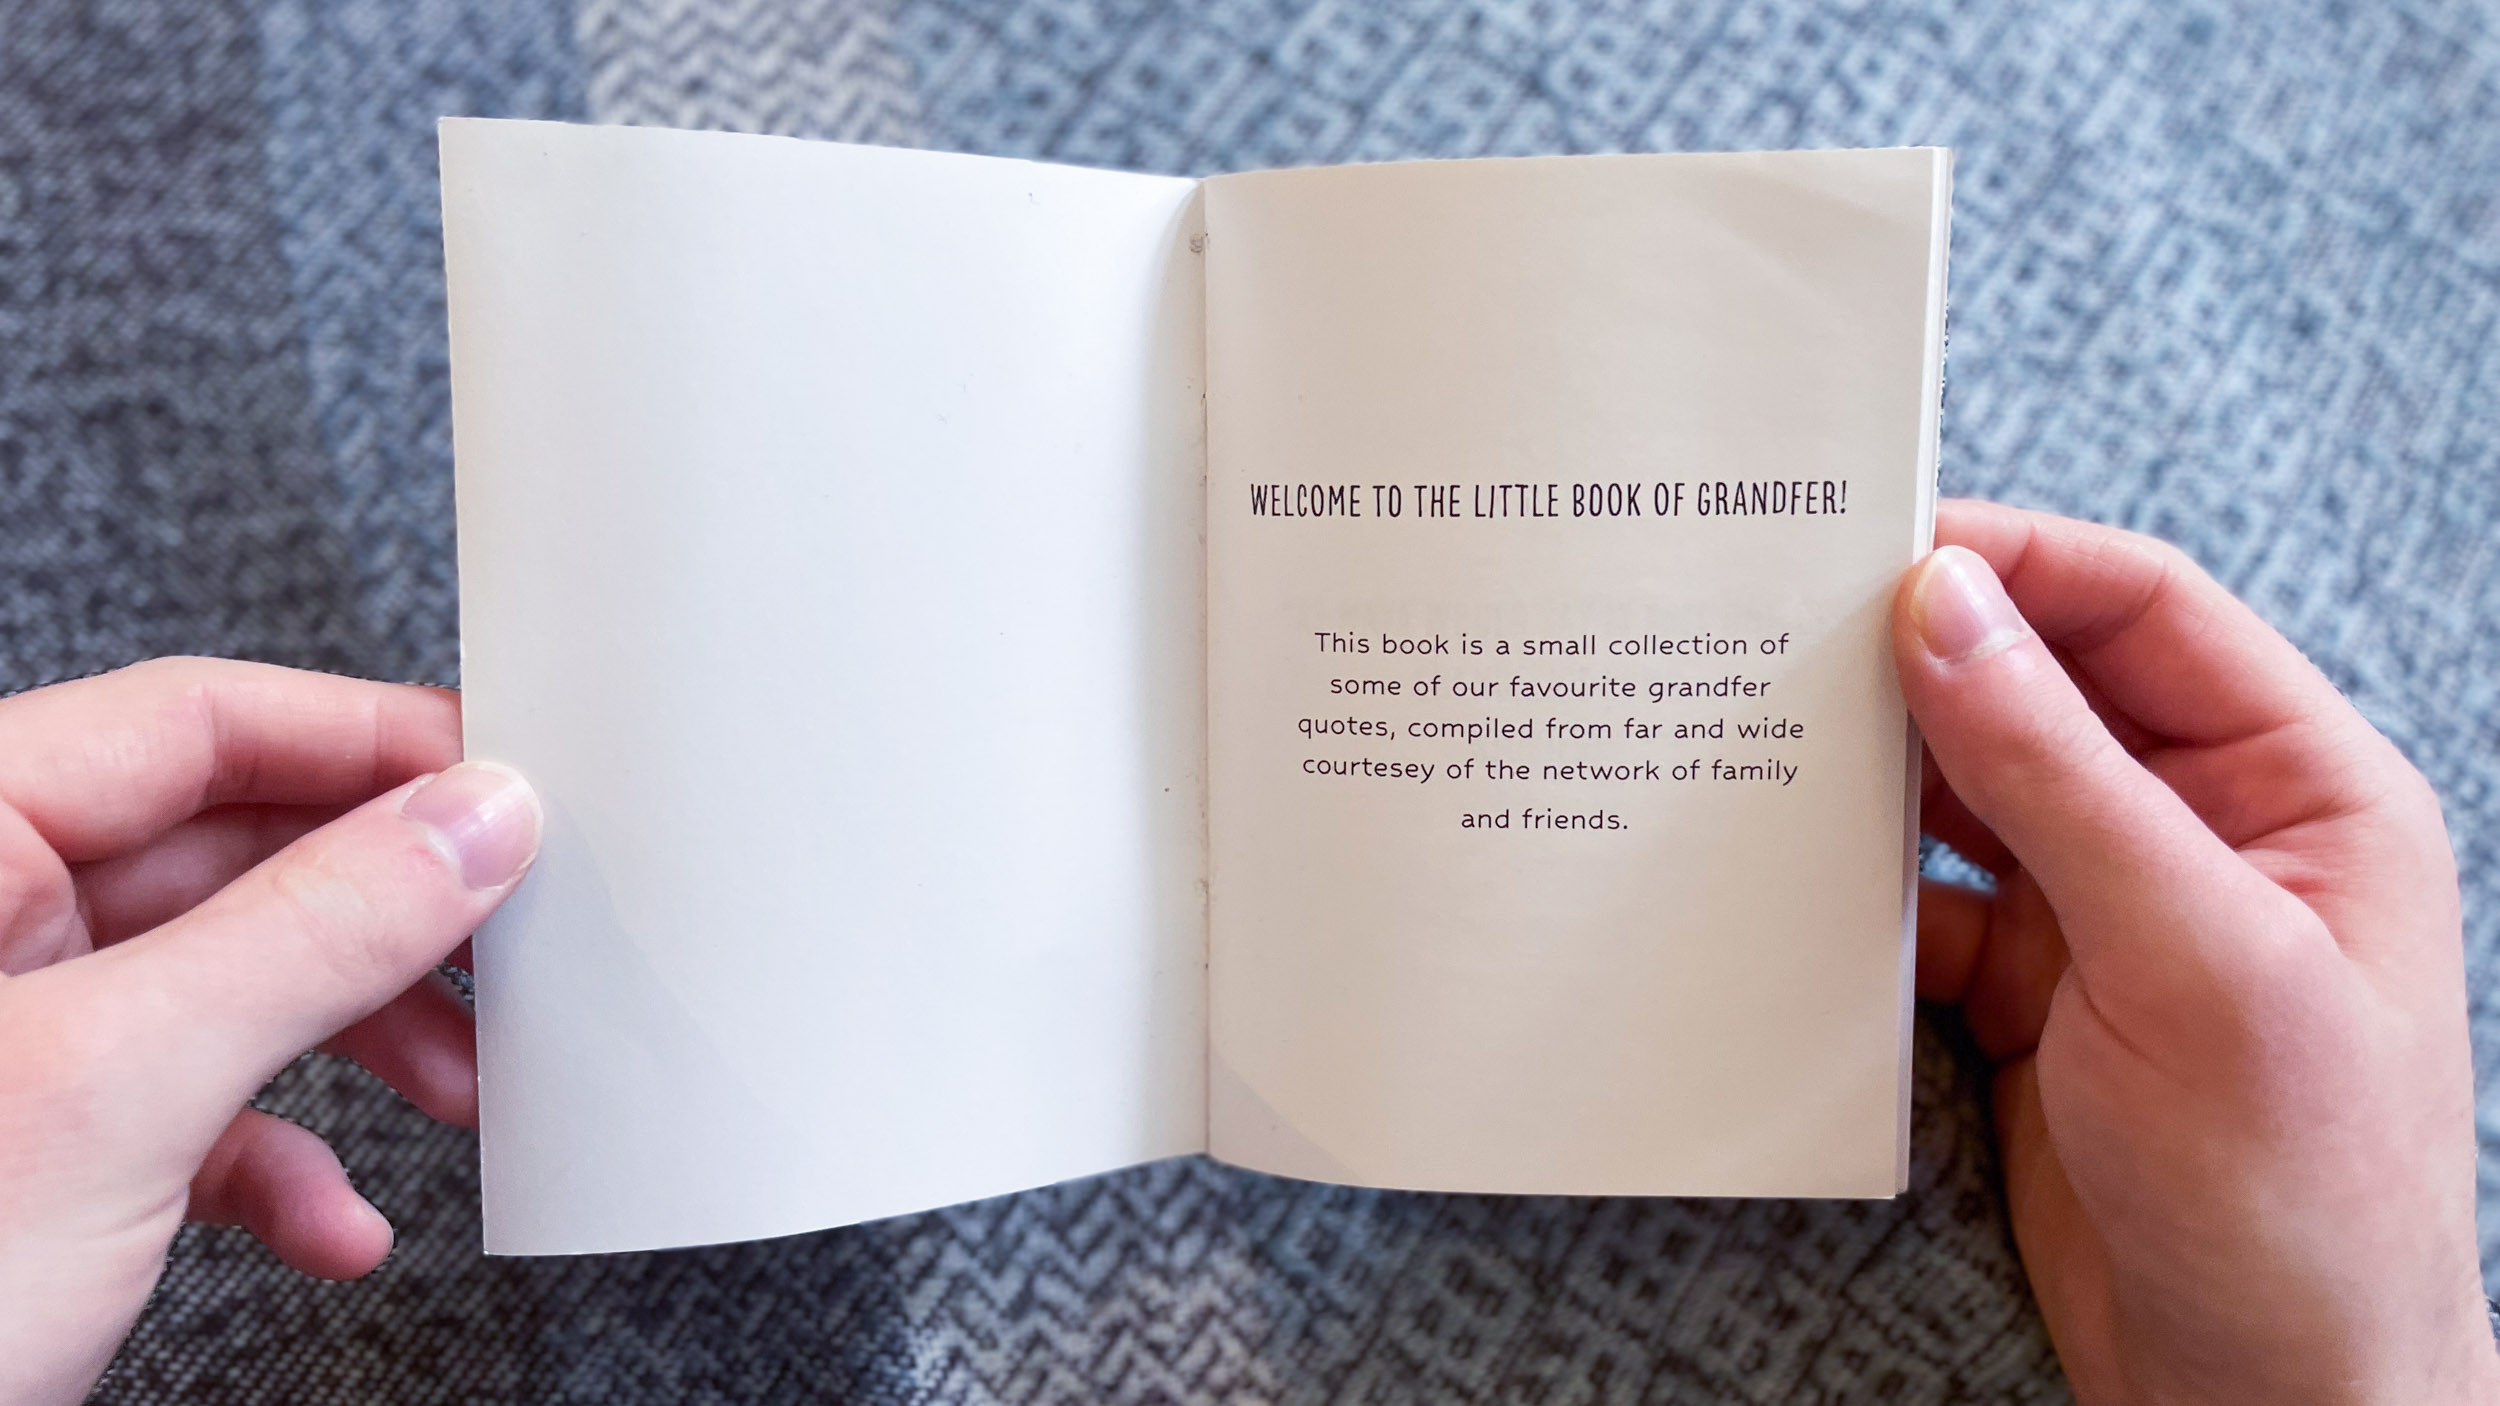 WELCOME TO THE LITTLE BOOK OF GRANDFER!
This book is a small collection of
some of our favourite grandfer
quotes, compiled from far and wide
courtesey of the network of family
and friends.